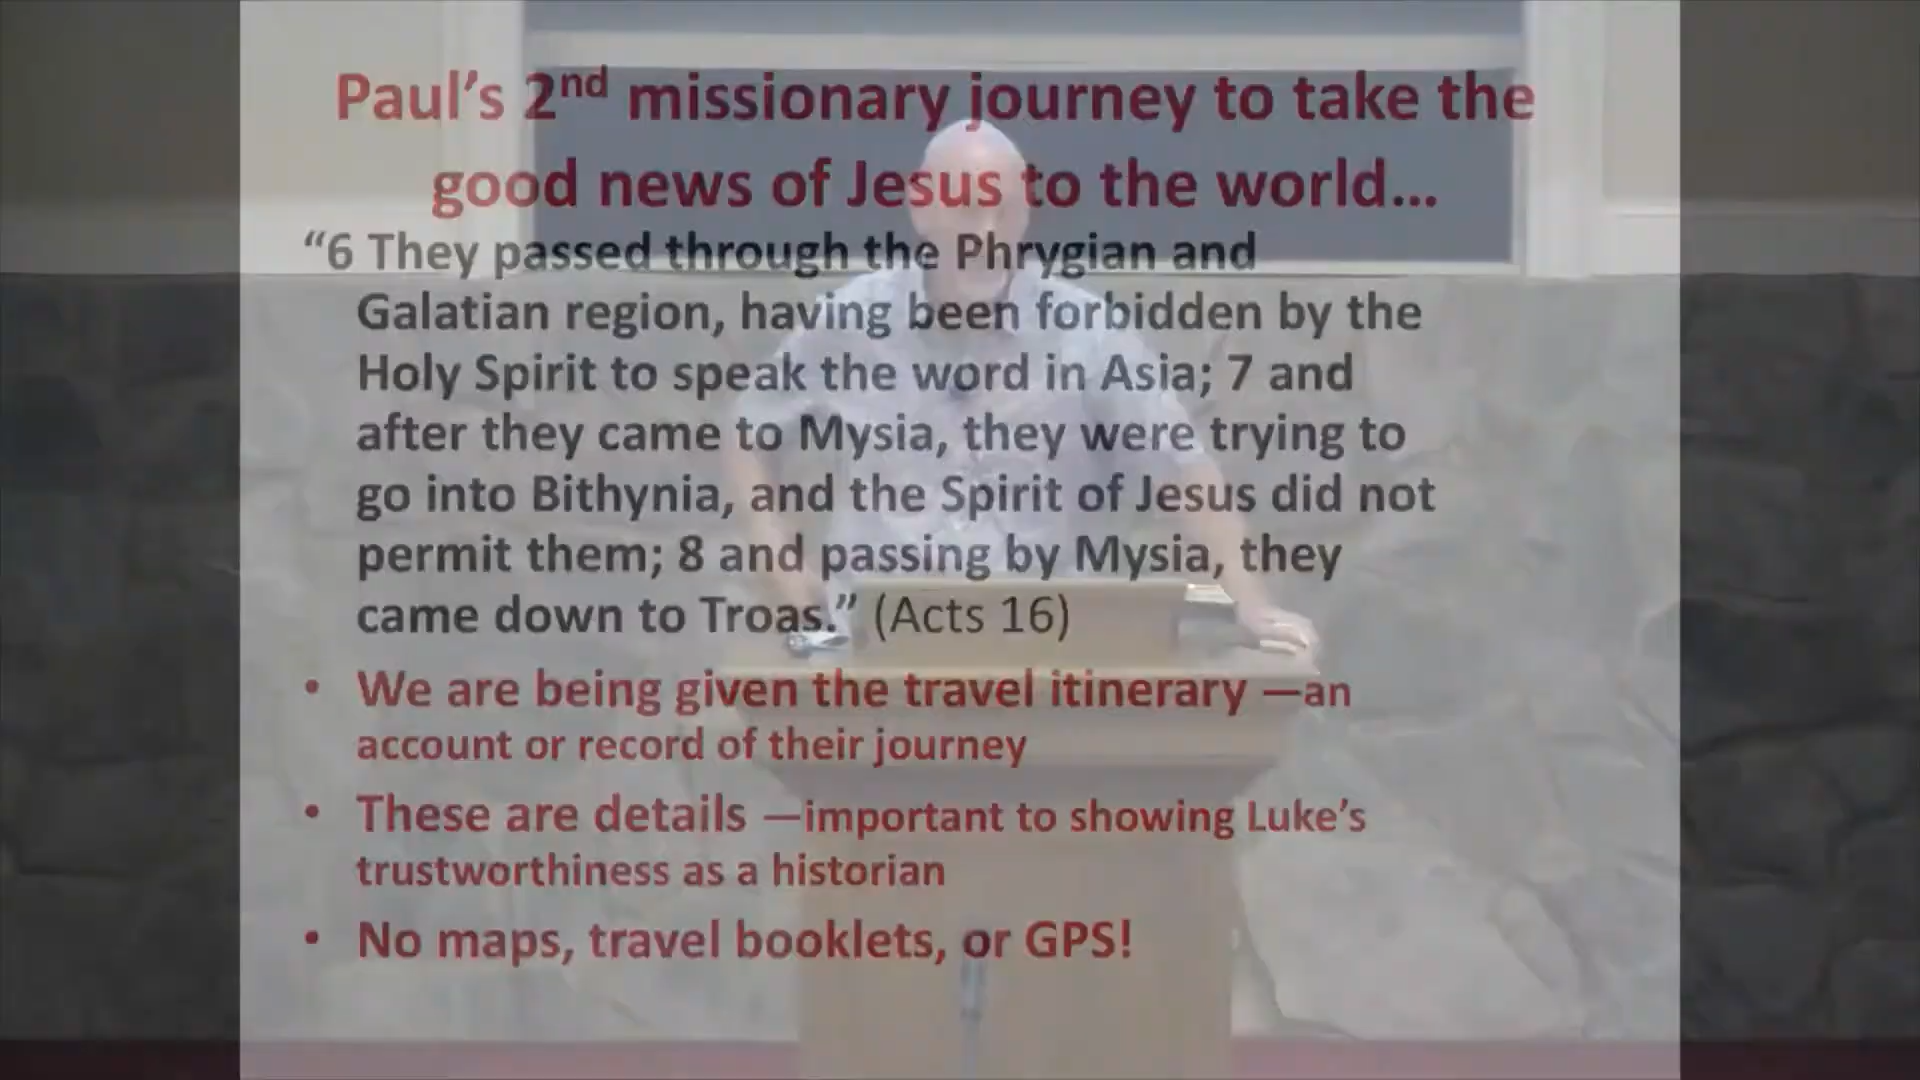 Paul's 2nd missionary journey to take the
good news of Jesus to the world...
“6 They passed through the Phrygian and
Galatian region, having been forbidden by the
Holy Spirit to speak the word in Asia; 7 and
after they came to Mysia, they were trying to
go into Bithynia, and the Spirit of Jesus did not
permit them; 8 and passing by Mysia, they
came down to Troas.” (Acts 16)
• We are being given the travel itinerary —an
account or record of their journey
• These are details —important to showing Luke's
trustworthiness as a historian
• No maps, travel booklets, or GPS!